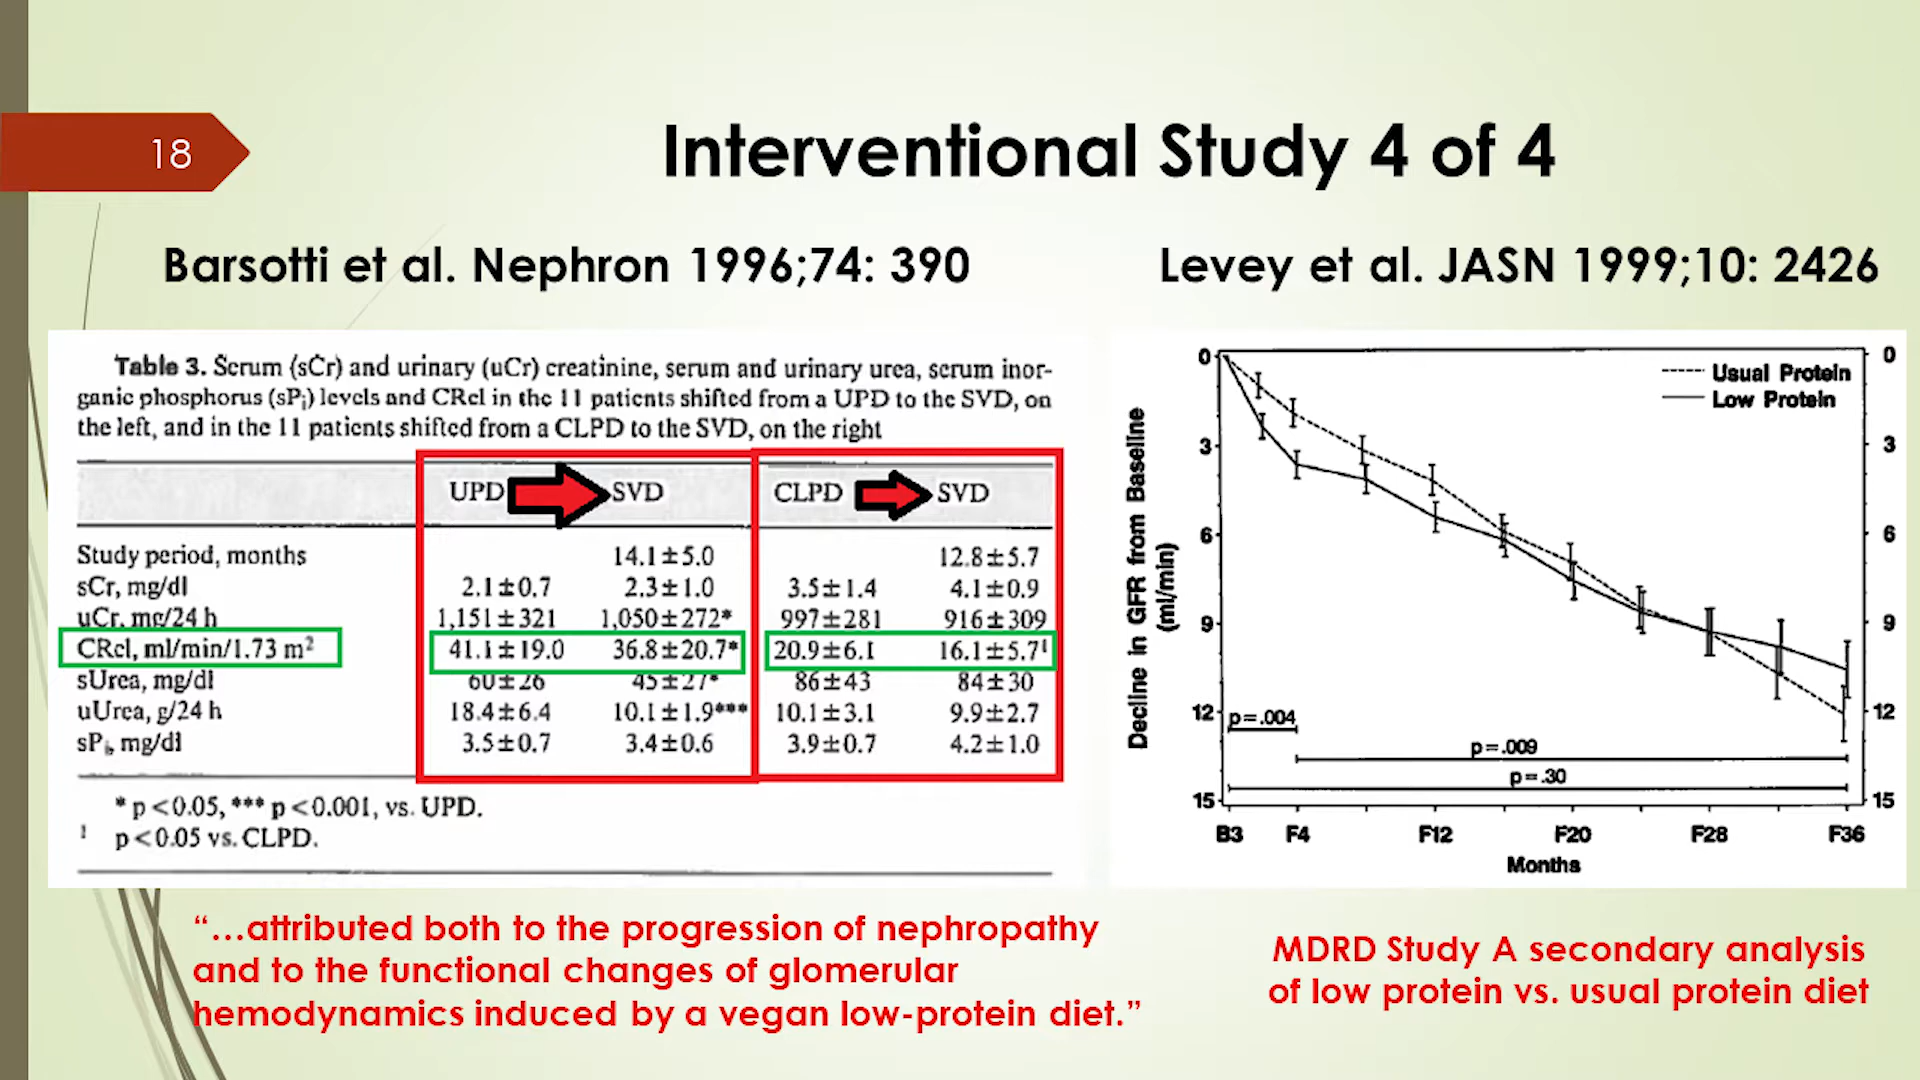 18
Interventional Study 4 of 4
Barsotti et al. Nephron 1996;74: 390
Table 3. Serum (sCr) and urinary (uCr) creatinine, serum and urinary urea, serum inor-
ganic phosphorus (sPi) levels and CRcl in the 11 patients shifted from a UPD to the SVD, on
the left, and in the 11 patients shifted from a CLPD to the SVD, on the right
UPD SVD CLPD SVD
Study period, months 14.1±5.0 12.8±5.7
sCr, mg/dl 2.1±0.7 2.3±1.0 3.5±1.4 4.1±0.9
uCr, mg/24 h 1,151±321 1,050±272* 997±281 916±309
CRcl, ml/min/1.73 m² 41.1±19.0 36.8±20.7* 20.9±6.1 16.1±5.7¹
sUrea, mg/dl 60±26 45±27* 86±43 84±30
uUrea, g/24 h 18.4±6.4 10.1±1.9*** 10.1±3.1 9.9±2.7
sPi, mg/dl 3.5±0.7 3.4±0.6 3.9±0.7 4.2±1.0
* p<0.05, *** p<0.001, vs. UPD.
¹ p<0.05 vs. CLPD.
“…attributed both to the progression of nephropathy
and to the functional changes of glomerular
hemodynamics induced by a vegan low-protein diet.”
Levey et al. JASN 1999;10: 2426
Usual Protein
Low Protein
Decline in GFR from Baseline
(ml/min)
0 0
3 3
6 6
9 9
12 12
15 15
p=.004
p=.009
p=.30
B3 F4 F12 F20 F28 F36
Months
MDRD Study A secondary analysis
of low protein vs. usual protein diet